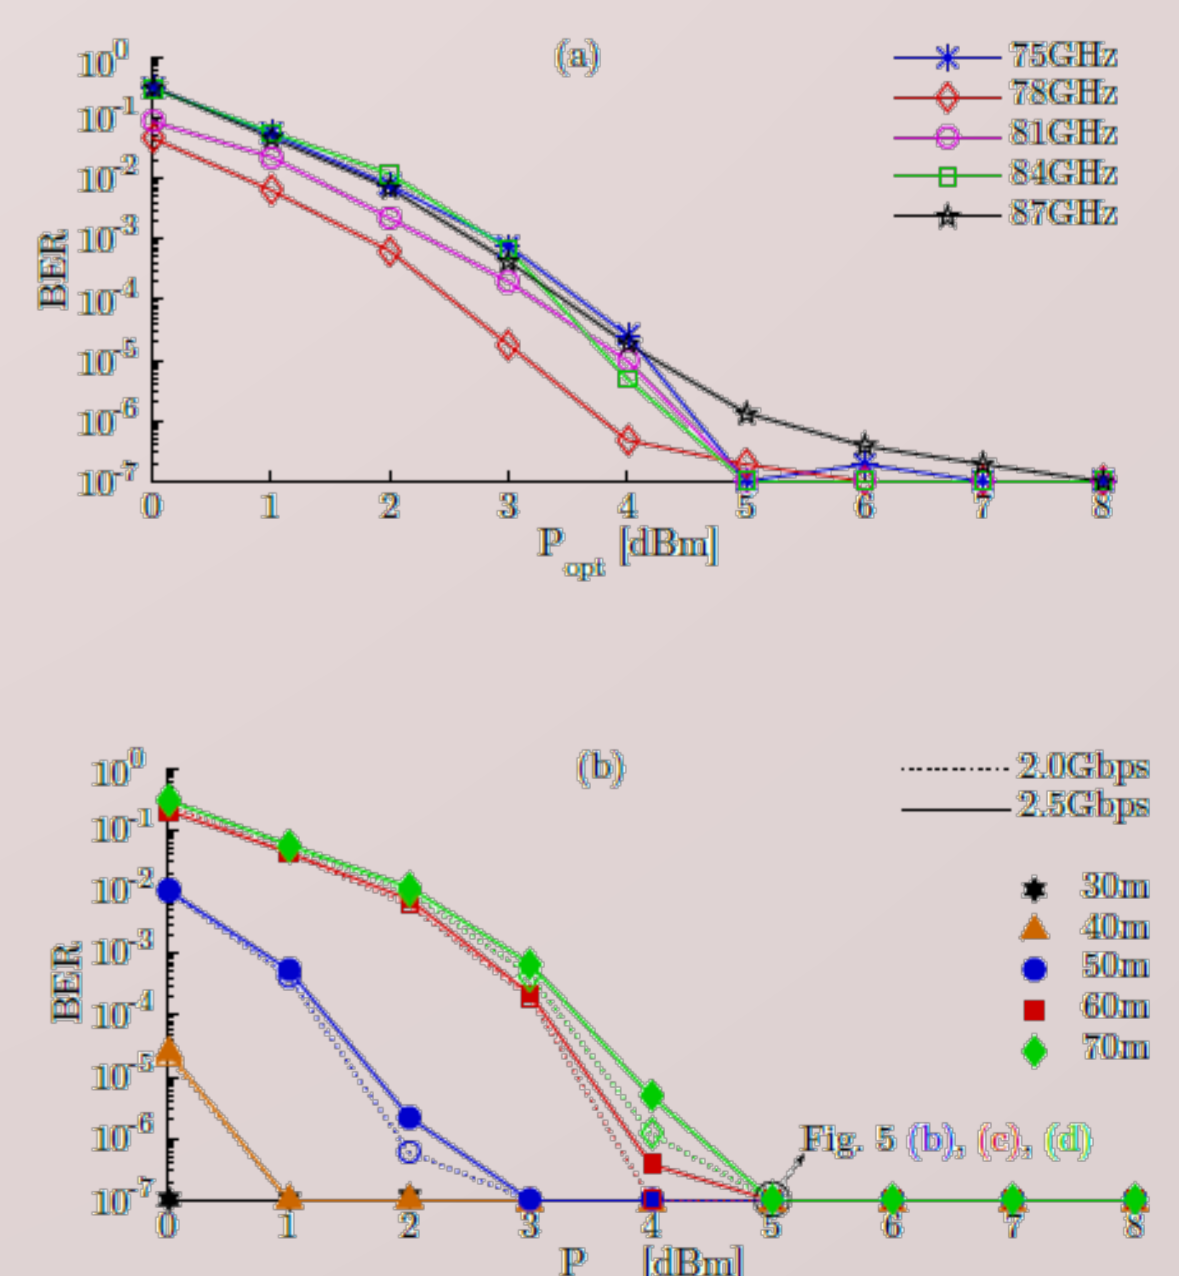 (a)
75GHz
78GHz
81GHz
84GHz
87GHz
10^0
10^-1
10^-2
10^-3
10^-4
10^-5
10^-6
10^-7
BER
0 1 2 3 4 5 6 7 8
P_opt [dBm]
(b)
2.0Gbps
2.5Gbps
30m
40m
50m
60m
70m
Fig. 5 (b), (c), (d)
10^0
10^-1
10^-2
10^-3
10^-4
10^-5
10^-6
10^-7
BER
0 1 2 3 4 5 6 7 8
P [dBm]